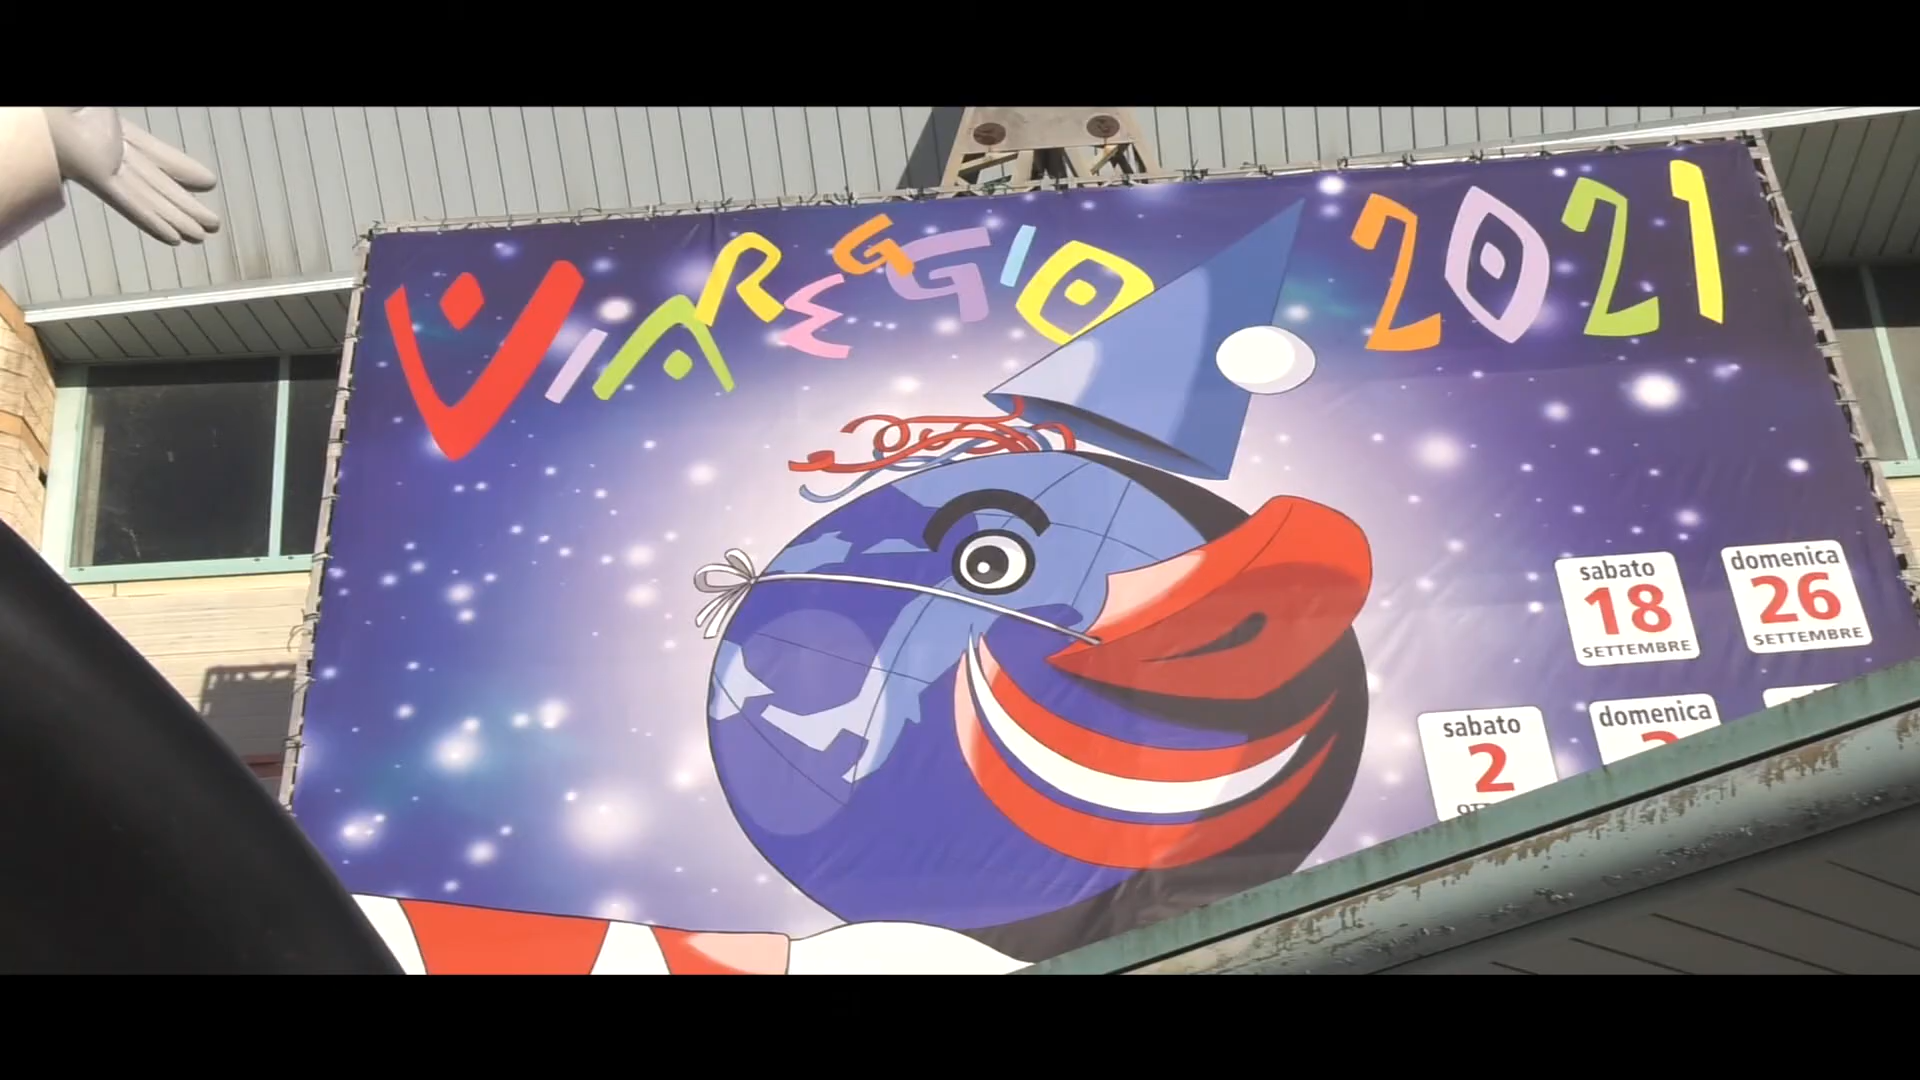 VIAREGGIO 2021
sabato
18
SETTEMBRE
domenica
26
SETTEMBRE
sabato
2
domenica